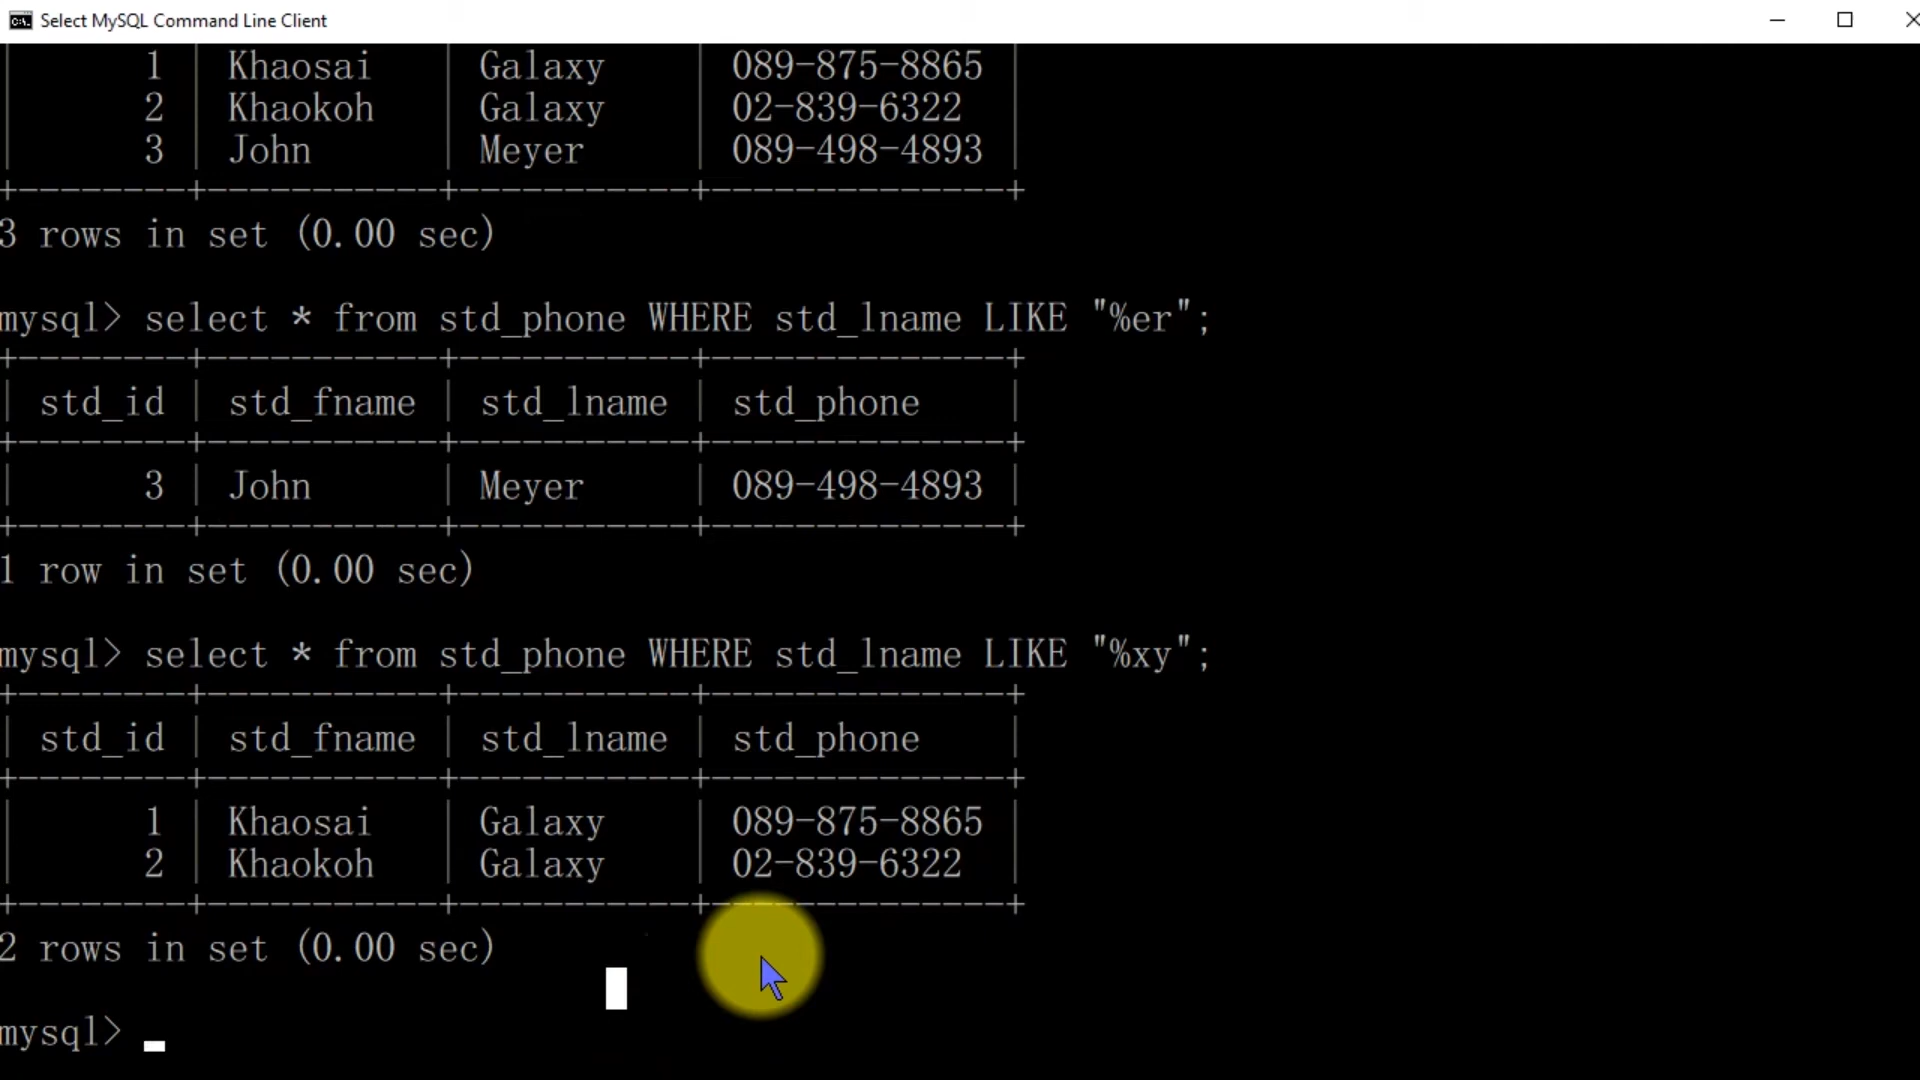 Select MySQL Command Line Client
| 1 | Khaosai | Galaxy | 089-875-8865 |
| 2 | Khaokoh | Galaxy | 02-839-6322 |
| 3 | John | Meyer | 089-498-4893 |
+--------+------------+------------+---------------+
3 rows in set (0.00 sec)
mysql> select * from std_phone WHERE std_lname LIKE "%er";
+--------+------------+------------+---------------+
| std_id | std_fname | std_lname | std_phone |
+--------+------------+------------+---------------+
| 3 | John | Meyer | 089-498-4893 |
+--------+------------+------------+---------------+
1 row in set (0.00 sec)
mysql> select * from std_phone WHERE std_lname LIKE "%xy";
+--------+------------+------------+---------------+
| std_id | std_fname | std_lname | std_phone |
+--------+------------+------------+---------------+
| 1 | Khaosai | Galaxy | 089-875-8865 |
| 2 | Khaokoh | Galaxy | 02-839-6322 |
+--------+------------+------------+---------------+
2 rows in set (0.00 sec)
mysql> _